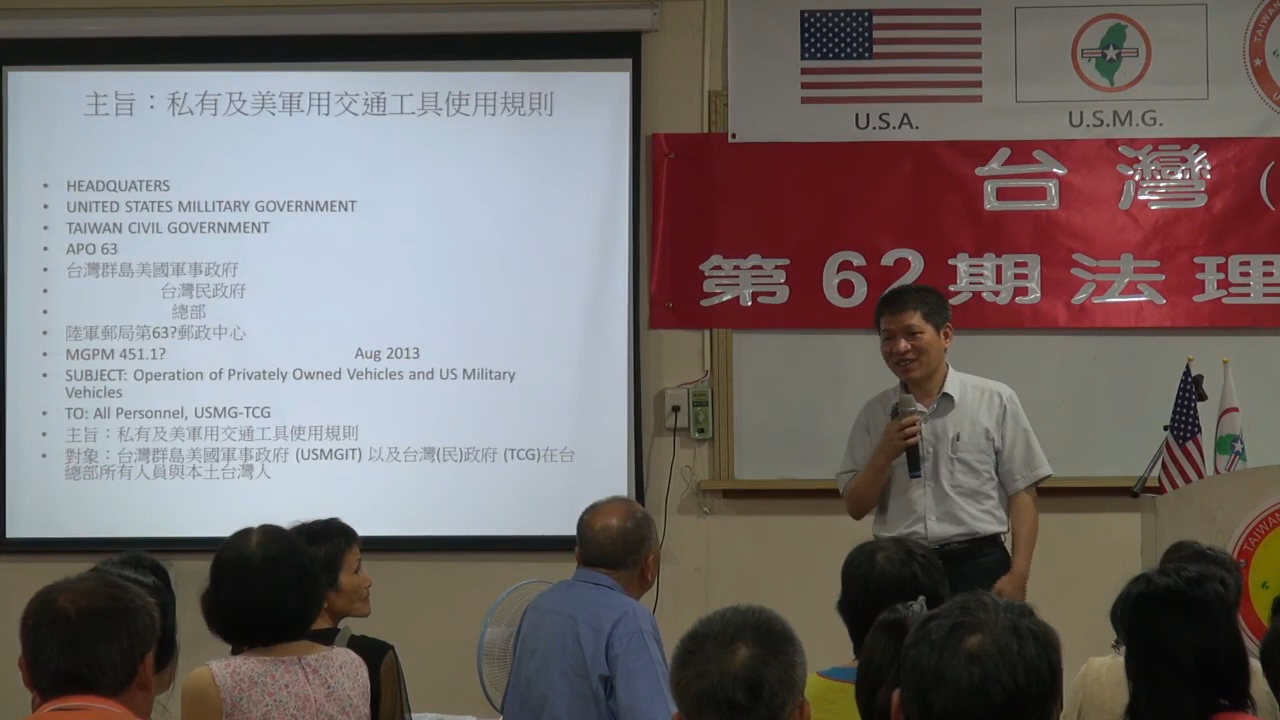 主旨：私有及美軍用交通工具使用規則
• HEADQUATERS
• UNITED STATES MILLITARY GOVERNMENT
• TAIWAN CIVIL GOVERNMENT
• APO 63
• 台灣群島美國軍事政府
• 台灣民政府
• 總部
• 陸軍郵局第63?郵政中心
• MGPM 451.1? Aug 2013
• SUBJECT: Operation of Privately Owned Vehicles and US Military
Vehicles
• TO: All Personnel, USMG-TCG
• 主旨：私有及美軍用交通工具使用規則
• 對象：台灣群島美國軍事政府 (USMGIT) 以及台灣(民)政府 (TCG)在台
總部所有人員與本土台灣人
U.S.A.
U.S.M.G.
TAIWAN
台灣(
第62期法理
TAIWAN